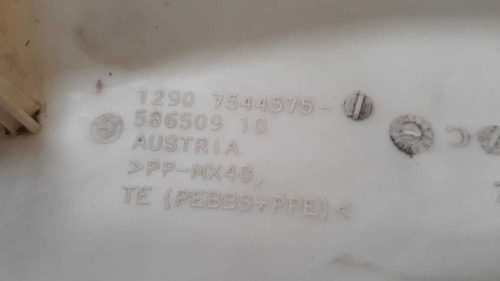 1290 7544575-
586509 10
AUSTRIA
>PP-MX40,
TE (PEBBS+PPE)<
C